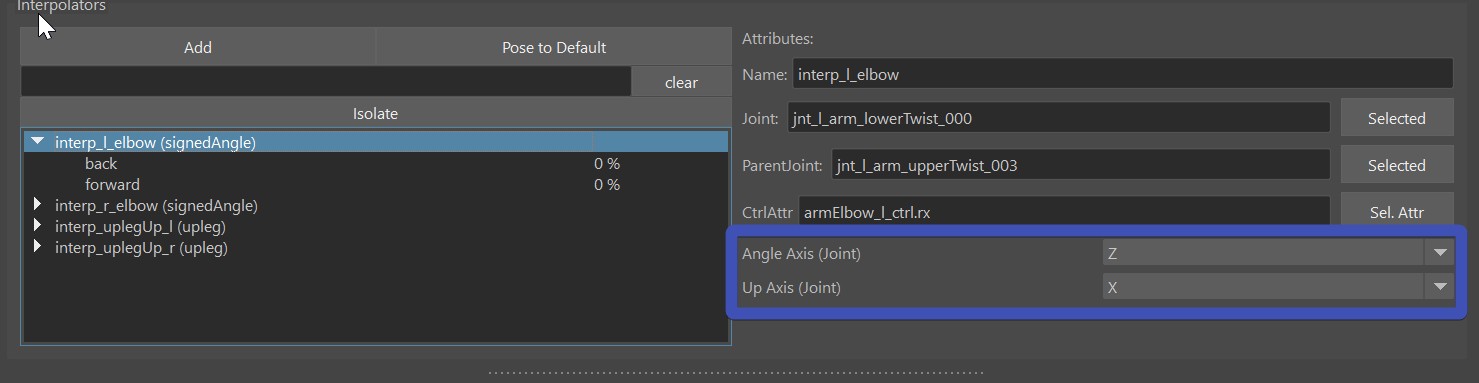 Interpolators
Add
Pose to Default
clear
Isolate
interp_l_elbow (signedAngle)
back 0 %
forward 0 %
interp_r_elbow (signedAngle)
interp_uplegUp_l (upleg)
interp_uplegUp_r (upleg)
Attributes:
Name: interp_l_elbow
Joint: jnt_l_arm_lowerTwist_000 Selected
ParentJoint: jnt_l_arm_upperTwist_003 Selected
CtrlAttr armElbow_l_ctrl.rx Sel. Attr
Angle Axis (Joint) Z
Up Axis (Joint) X